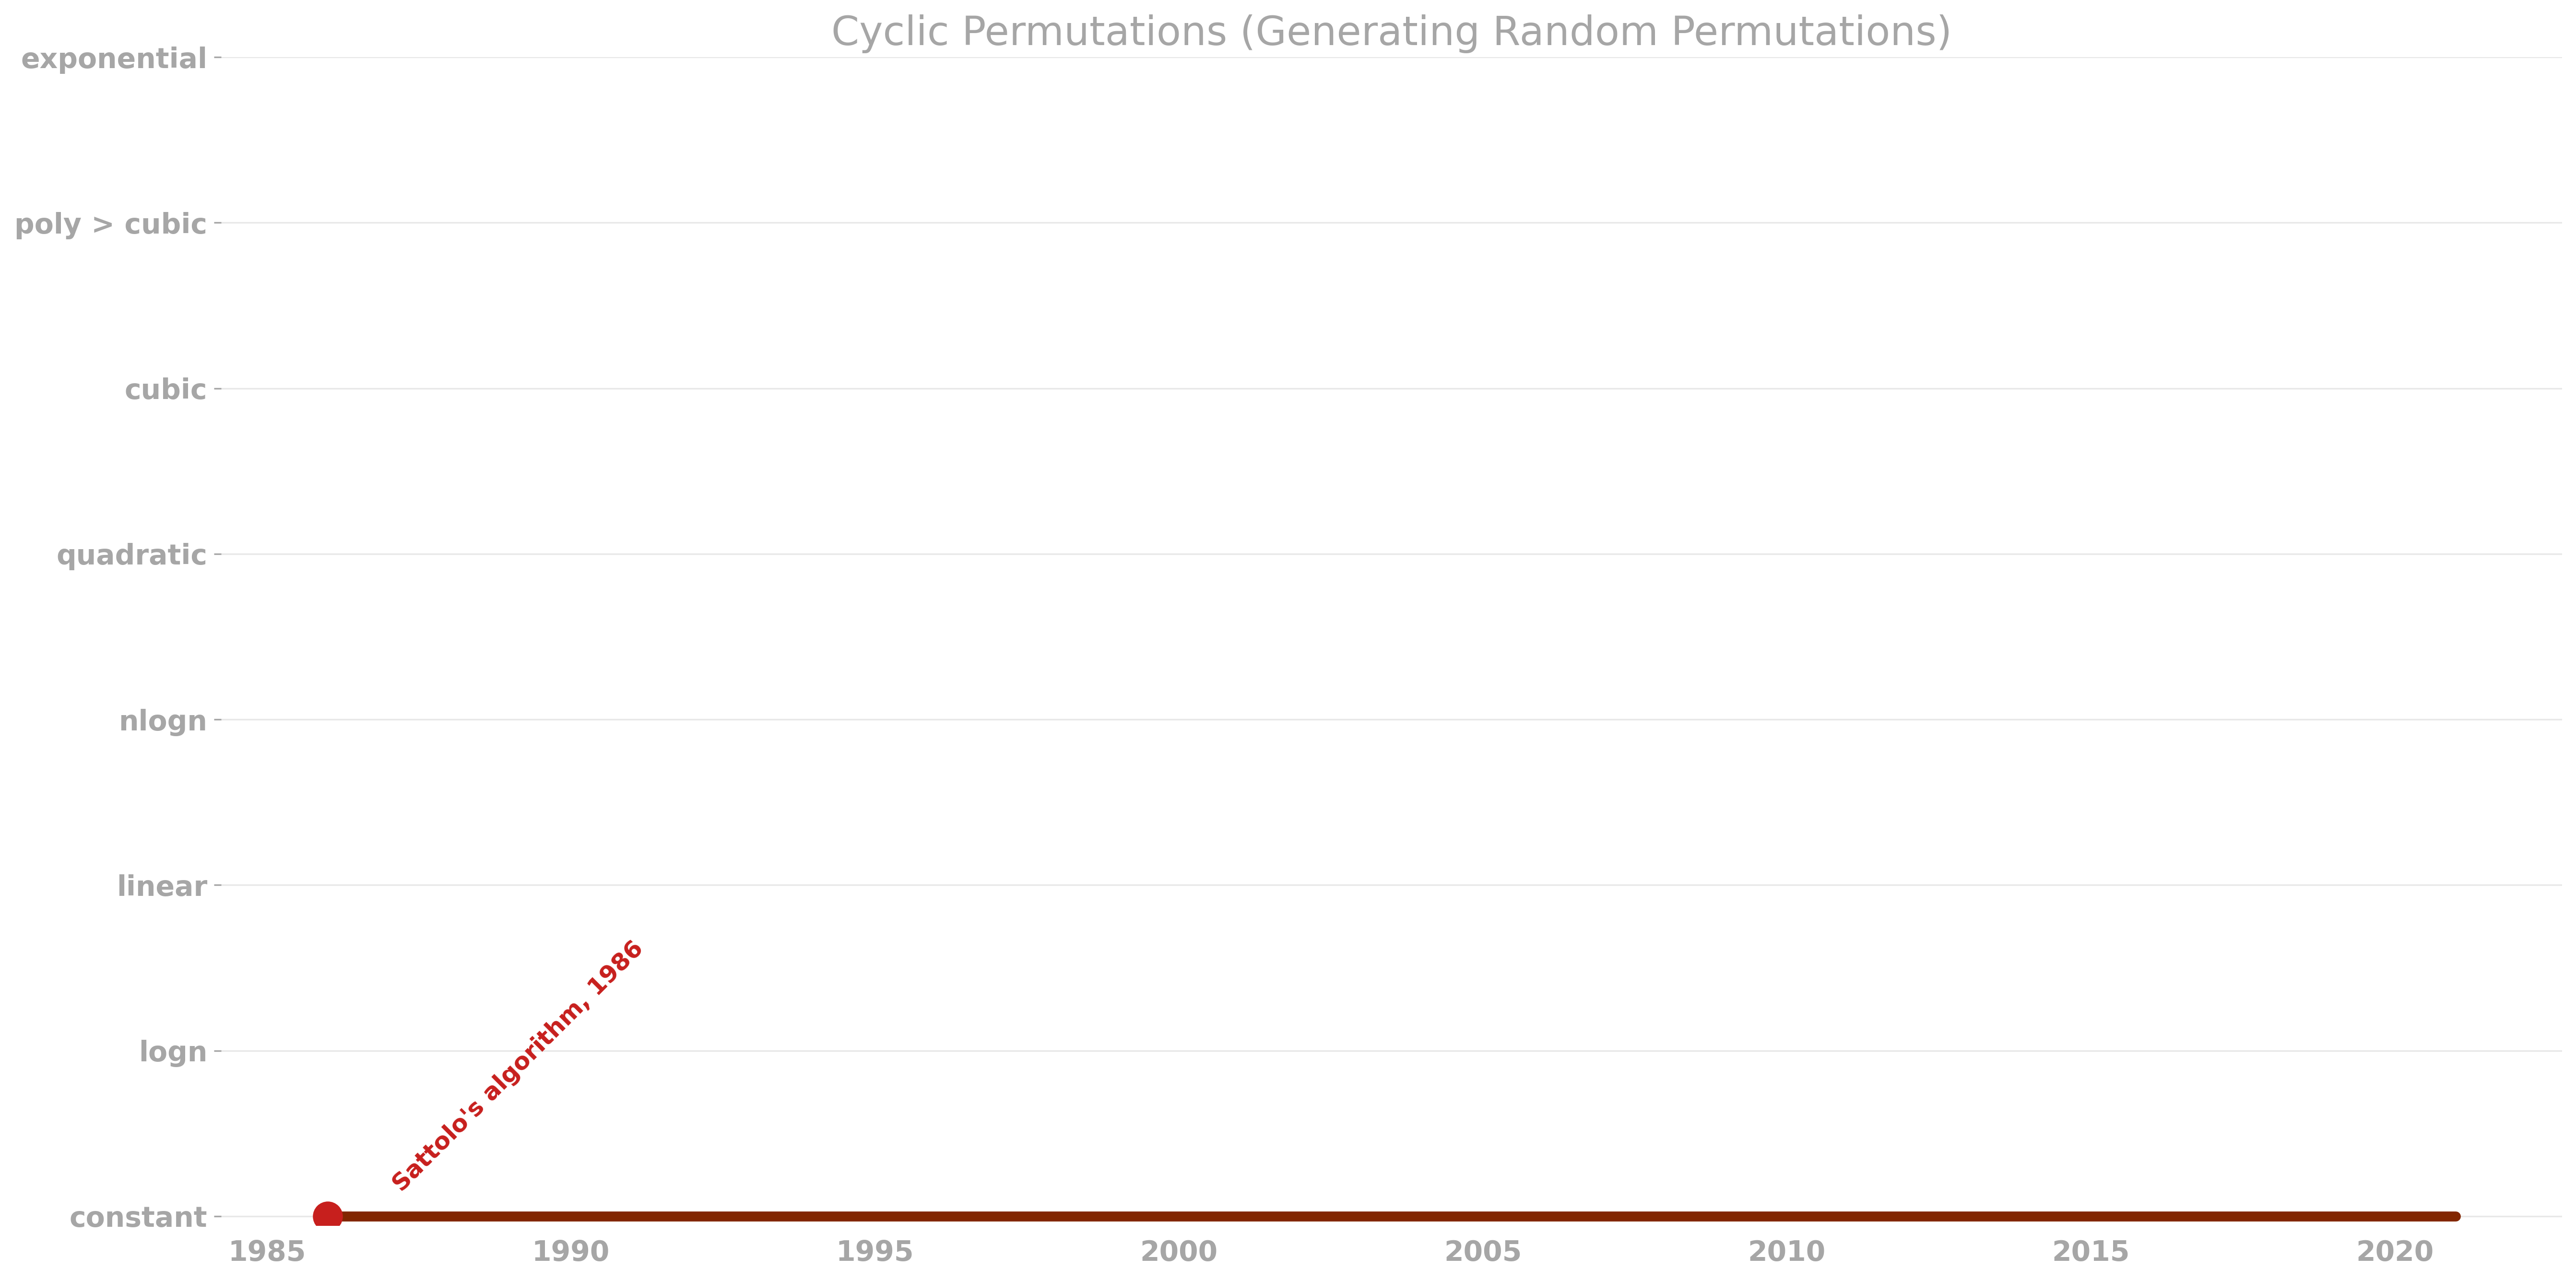 Cyclic Permutations (Generating Random Permutations)
exponential
poly > cubic
cubic
quadratic
nlogn
linear
logn
constant
Sattolo's algorithm, 1986
1985 1990 1995 2000 2005 2010 2015 2020